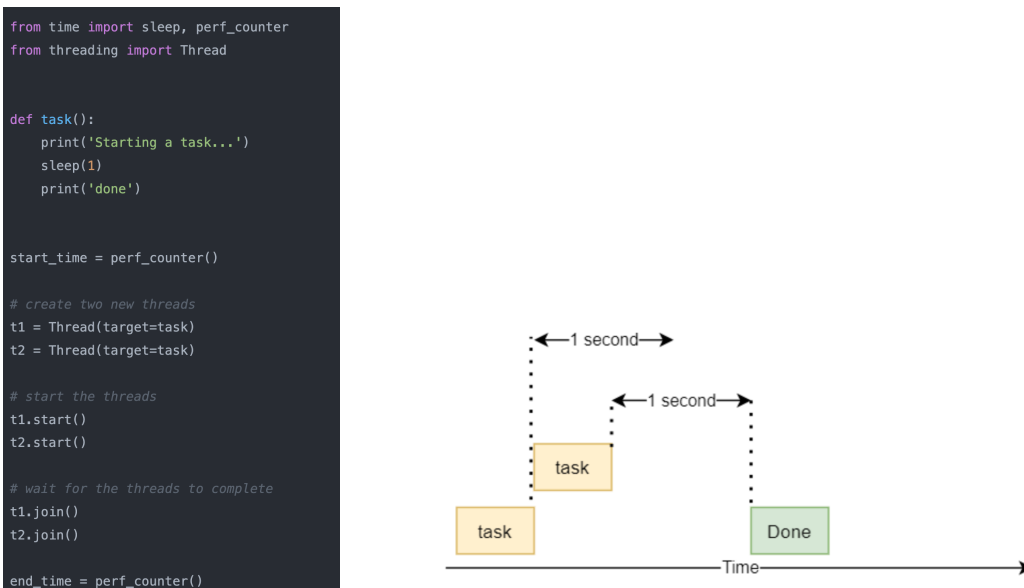 from time import sleep, perf_counter
from threading import Thread
def task():
    print('Starting a task...')
    sleep(1)
    print('done')
start_time = perf_counter()
# create two new threads
t1 = Thread(target=task)
t2 = Thread(target=task)
# start the threads
t1.start()
t2.start()
# wait for the threads to complete
t1.join()
t2.join()
end_time = perf_counter()
1 second
1 second
task
task
Done
Time